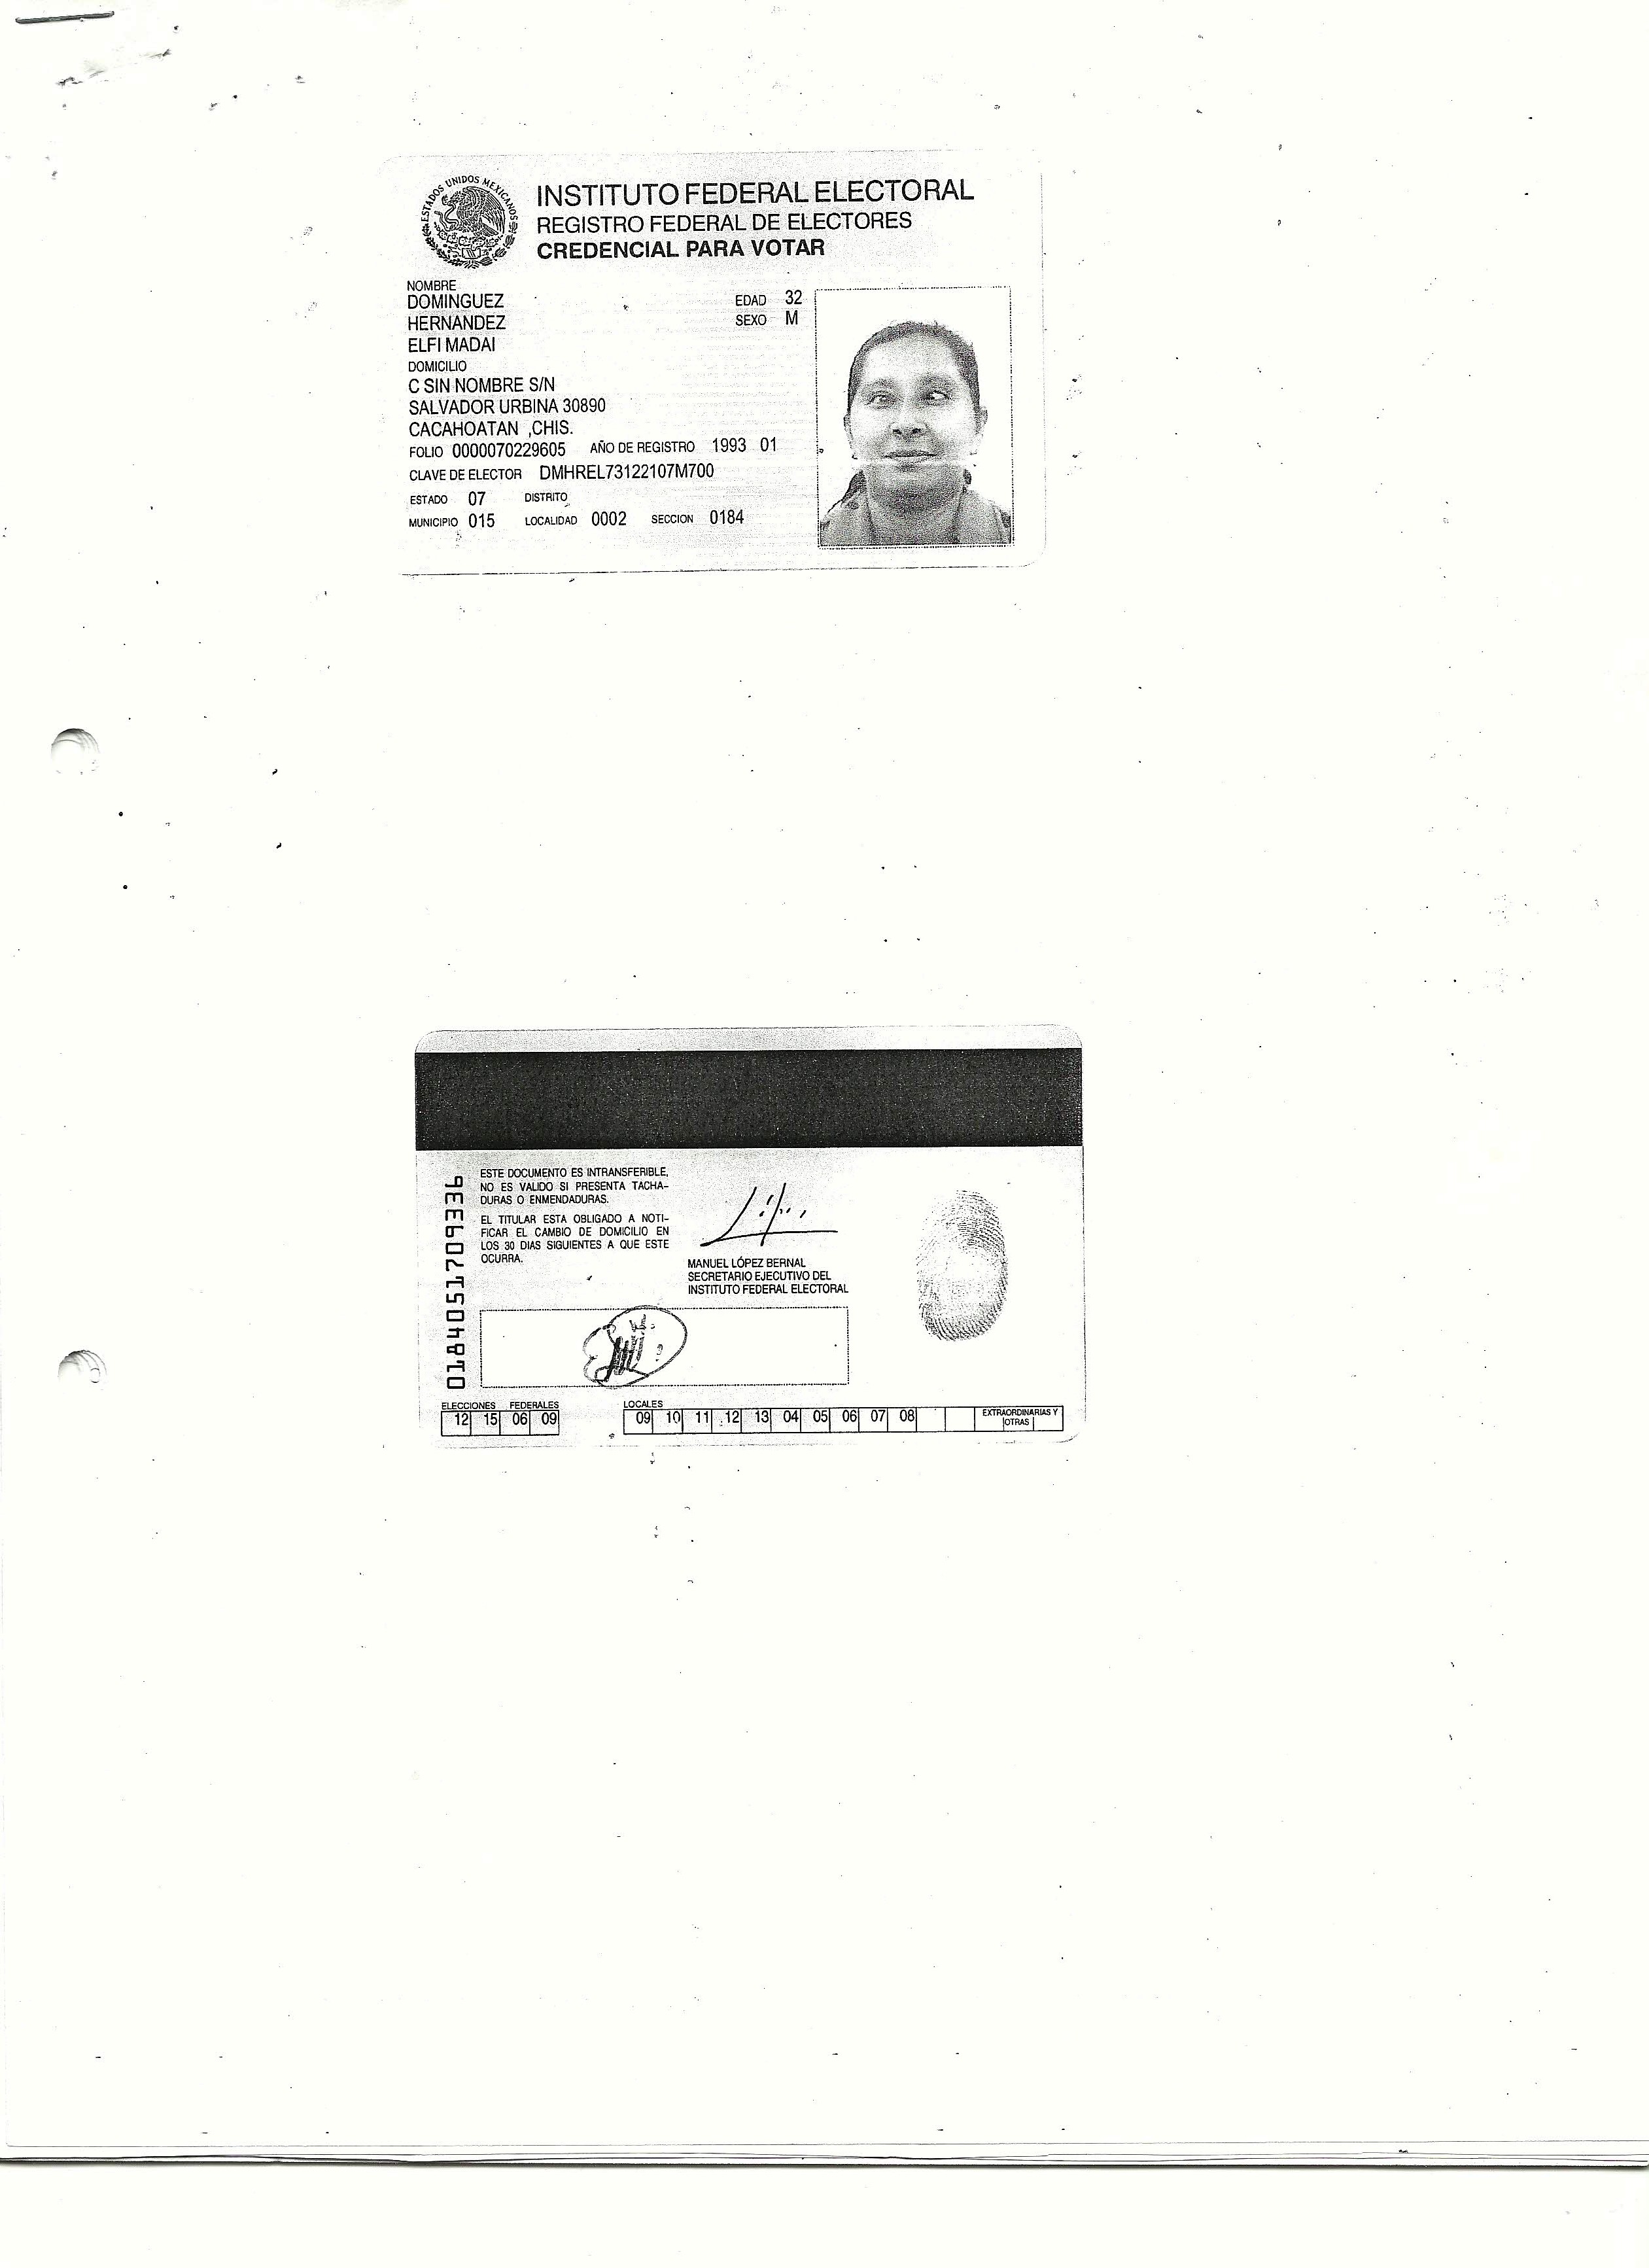 ESTADOS UNIDOS MEXICANOS
INSTITUTO FEDERAL ELECTORAL
REGISTRO FEDERAL DE ELECTORES
CREDENCIAL PARA VOTAR
NOMBRE
DOMINGUEZ
HERNANDEZ
ELFI MADAI
EDAD 32
SEXO M
DOMICILIO
C SIN NOMBRE S/N
SALVADOR URBINA 30890
CACAHOATAN ,CHIS.
FOLIO 0000070229605 AÑO DE REGISTRO 1993 01
CLAVE DE ELECTOR DMHREL73122107M700
ESTADO 07 DISTRITO
MUNICIPIO 015 LOCALIDAD 0002 SECCION 0184
0184051709336
ESTE DOCUMENTO ES INTRANSFERIBLE,
NO ES VALIDO SI PRESENTA TACHA-
DURAS O ENMENDADURAS.
EL TITULAR ESTA OBLIGADO A NOTI-
FICAR EL CAMBIO DE DOMICILIO EN
LOS 30 DIAS SIGUIENTES A QUE ESTE
OCURRA.
MANUEL LÓPEZ BERNAL
SECRETARIO EJECUTIVO DEL
INSTITUTO FEDERAL ELECTORAL
ELECCIONES FEDERALES
12 15 06 09
LOCALES
09 10 11 12 13 04 05 06 07 08
EXTRAORDINARIAS Y
OTRAS